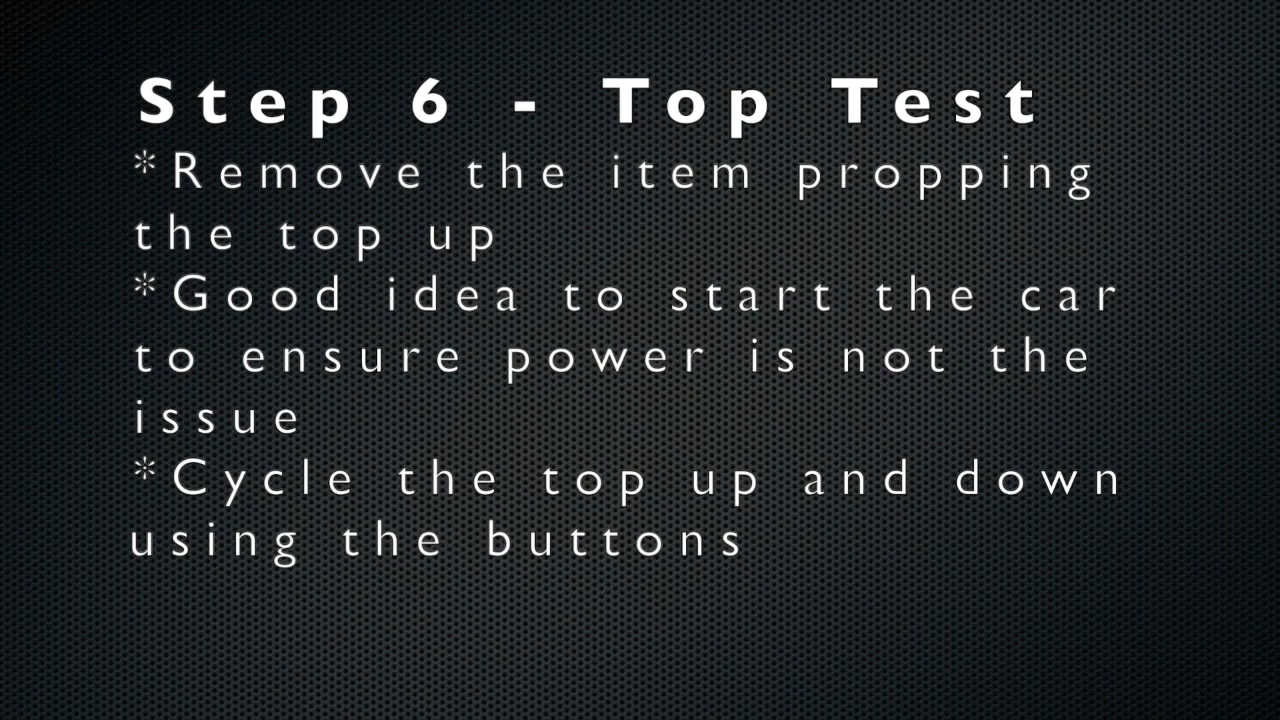 Step 6 - Top Test
*Remove the item propping
the top up
*Good idea to start the car
to ensure power is not the
issue
*Cycle the top up and down
using the buttons